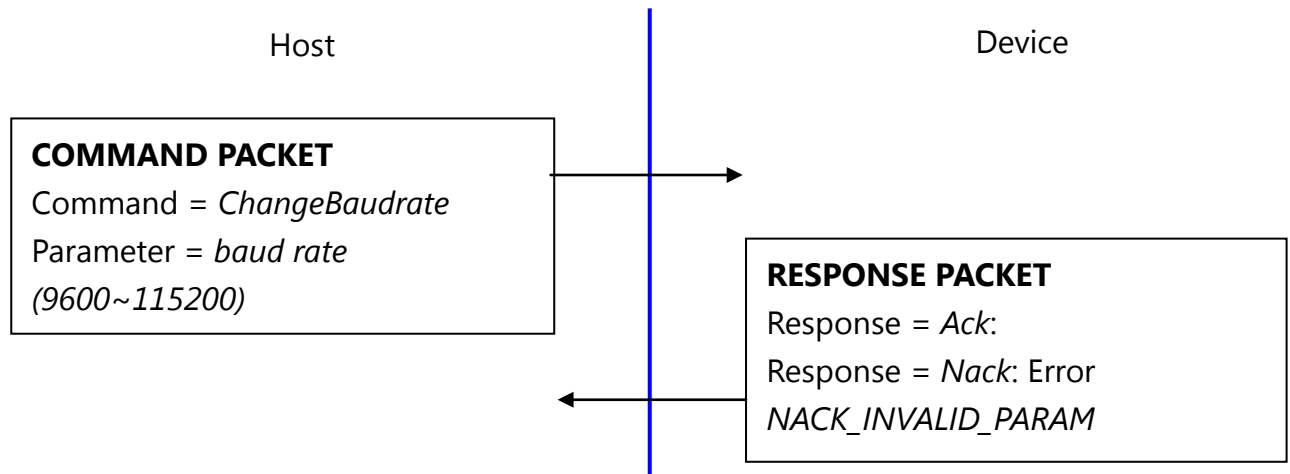 Host
Device
COMMAND PACKET
Command = ChangeBaudrate
Parameter = baud rate
(9600~115200)
RESPONSE PACKET
Response = Ack:
Response = Nack: Error
NACK_INVALID_PARAM